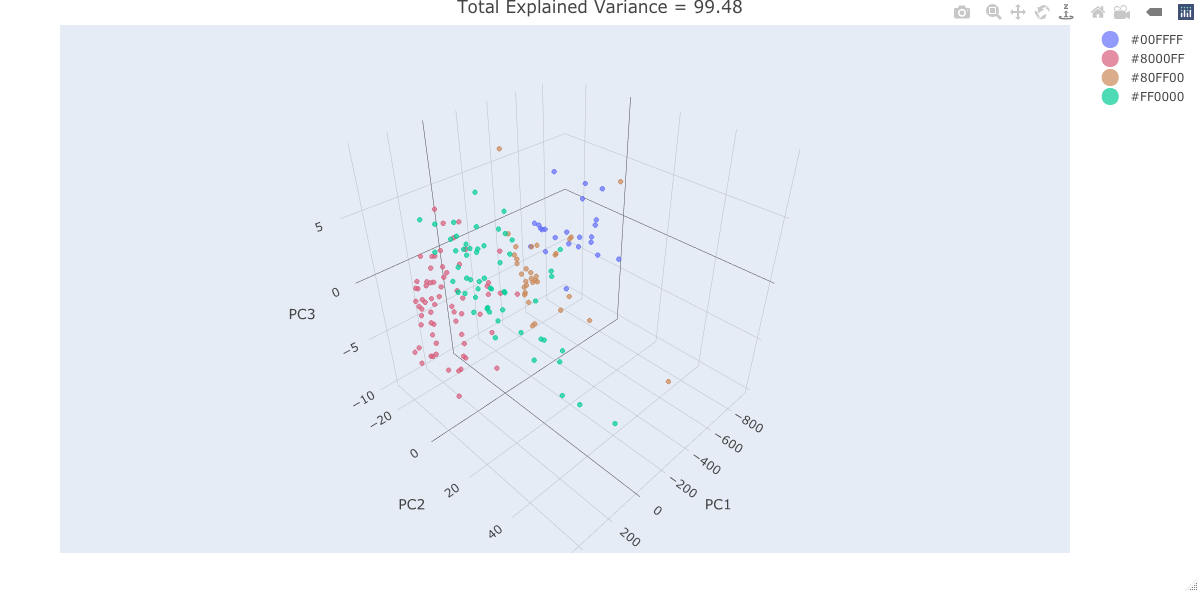 Total Explained Variance = 99.48
#00FFFF
#8000FF
#80FF00
#FF0000
5
0
−5
−10
PC3
−20
0
20
40
PC2
−800
−600
−400
−200
0
200
PC1